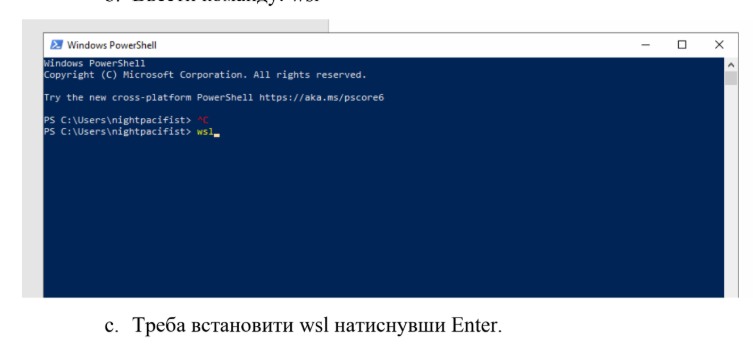 Windows PowerShell
Windows PowerShell
Copyright (C) Microsoft Corporation. All rights reserved.
Try the new cross-platform PowerShell https://aka.ms/pscore6
PS C:\Users\nightpacifist> ^C
PS C:\Users\nightpacifist> wsl
c. Треба встановити wsl натиснувши Enter.